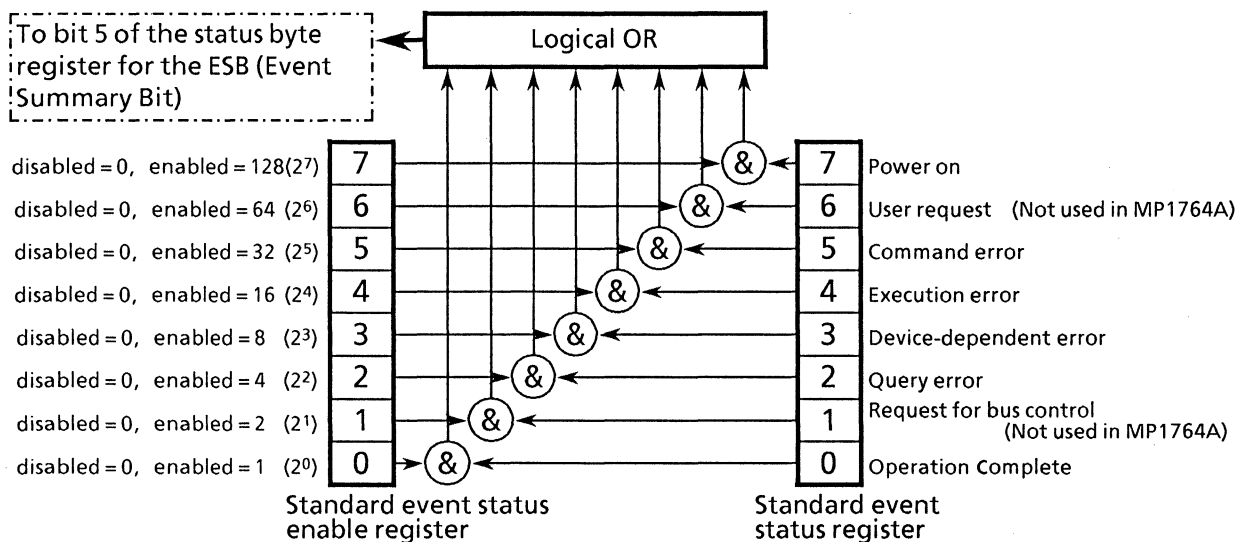 To bit 5 of the status byte
register for the ESB (Event
Summary Bit)
Logical OR
disabled = 0, enabled = 128(2⁷) 7 & 7 Power on
disabled = 0, enabled = 64 (2⁶) 6 & 6 User request (Not used in MP1764A)
disabled = 0, enabled = 32 (2⁵) 5 & 5 Command error
disabled = 0, enabled = 16 (2⁴) 4 & 4 Execution error
disabled = 0, enabled = 8 (2³) 3 & 3 Device-dependent error
disabled = 0, enabled = 4 (2²) 2 & 2 Query error
disabled = 0, enabled = 2 (2¹) 1 & 1 Request for bus control
(Not used in MP1764A)
disabled = 0, enabled = 1 (2⁰) 0 & 0 Operation Complete
Standard event status
enable register
Standard event
status register